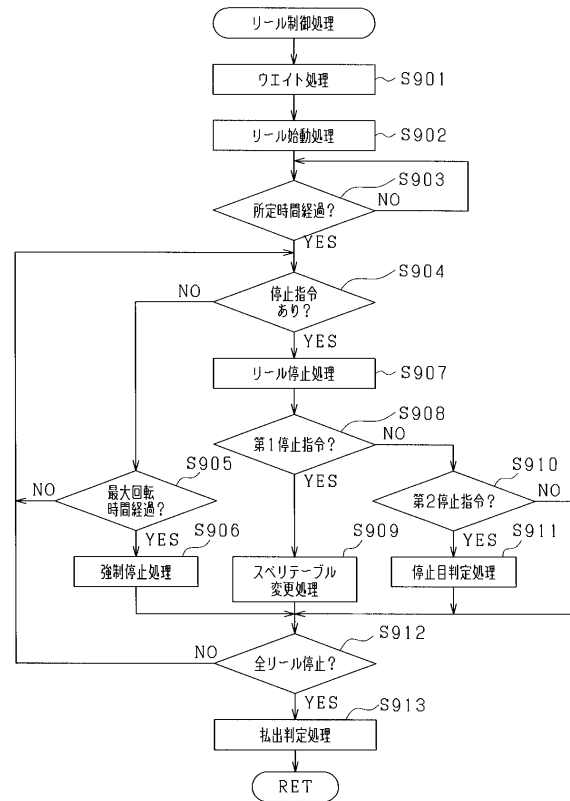 リール制御処理
ウエイト処理
S901
リール始動処理
S902
S903
所定時間経過?
NO
YES
S904
NO
停止指令
あり?
YES
リール停止処理
S907
S908
第1停止指令?
NO
S905
YES
S910
NO
最大回転
時間経過?
第2停止指令?
NO
YES
S906
S909
YES
S911
強制停止処理
スベリテーブル
変更処理
停止目判定処理
S912
NO
全リール停止?
YES
S913
払出判定処理
RET